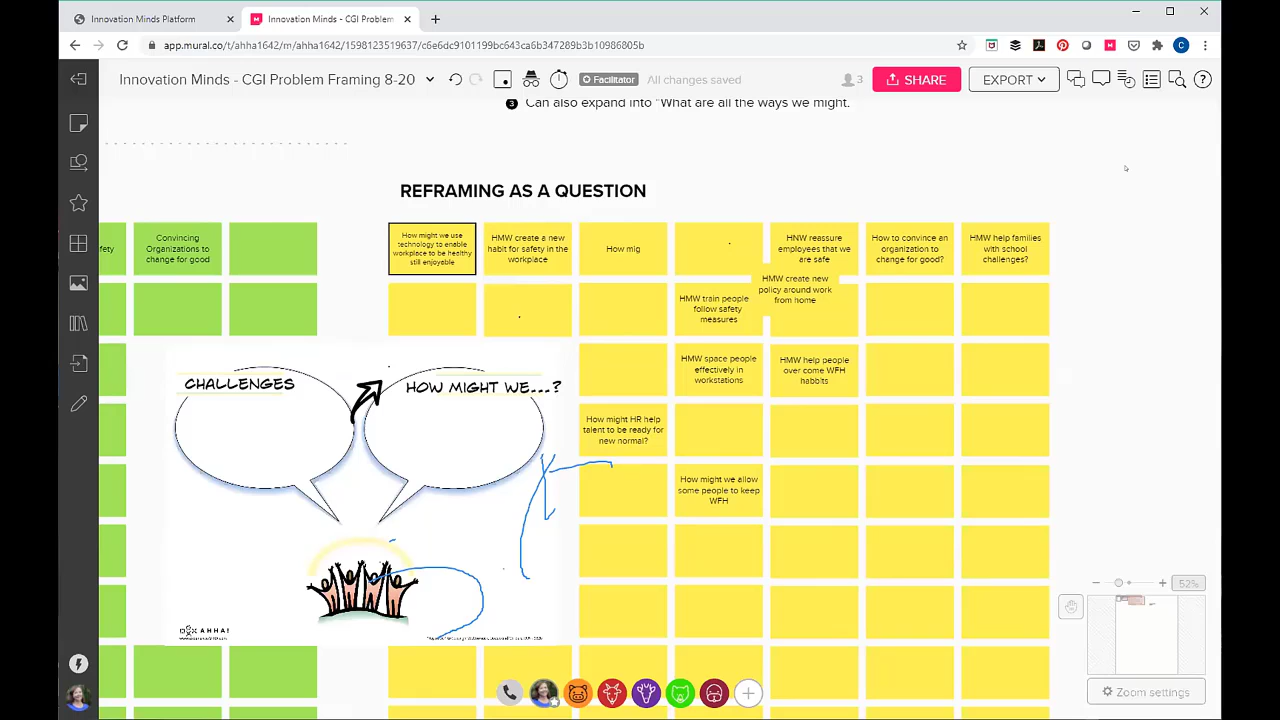 Innovation Minds Platform
Innovation Minds - CGI Problem
app.mural.co/t/ahha1642/m/ahha1642/1598123519637/c6e6dc9101199bc643ca6b347289b3b10986805b
Innovation Minds - CGI Problem Framing 8-20
Facilitator
All changes saved
3
SHARE
EXPORT
3 Can also expand into "What are all the ways we might.
REFRAMING AS A QUESTION
Convincing
Organizations to
change for good
How might we use
technology to enable
workplace to be healthy
still enjoyable
HMW create a new
habit for safety in the
workplace
How mig
HNW reassure
employees that we
are safe
How to convince an
organization to
change for good?
HMW help families
with school
challenges?
HMW create new
policy around work
from home
HMW train people
follow safety
measures
HMW space people
effectively in
workstations
HMW help people
over come WFH
habbits
CHALLENGES
HOW MIGHT WE...?
How might HR help
talent to be ready for
new normal?
How might we allow
some people to keep
WFH
AHHA!
52%
Zoom settings